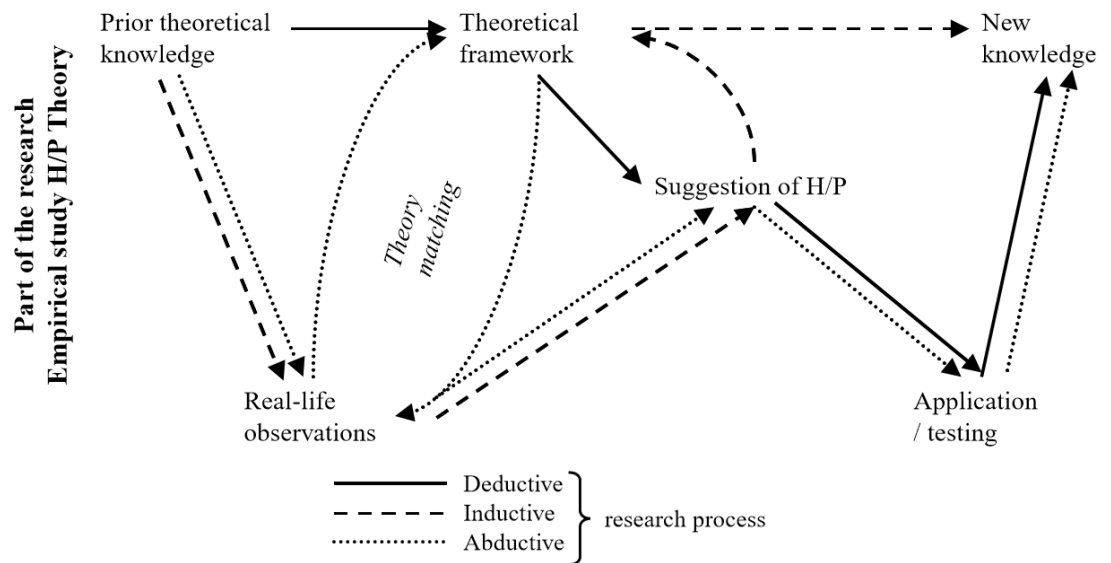 Part of the research
Empirical study H/P Theory
Prior theoretical
knowledge
Theoretical
framework
New
knowledge
Theory
matching
Suggestion of H/P
Real-life
observations
Application
/ testing
Deductive
Inductive
Abductive
research process